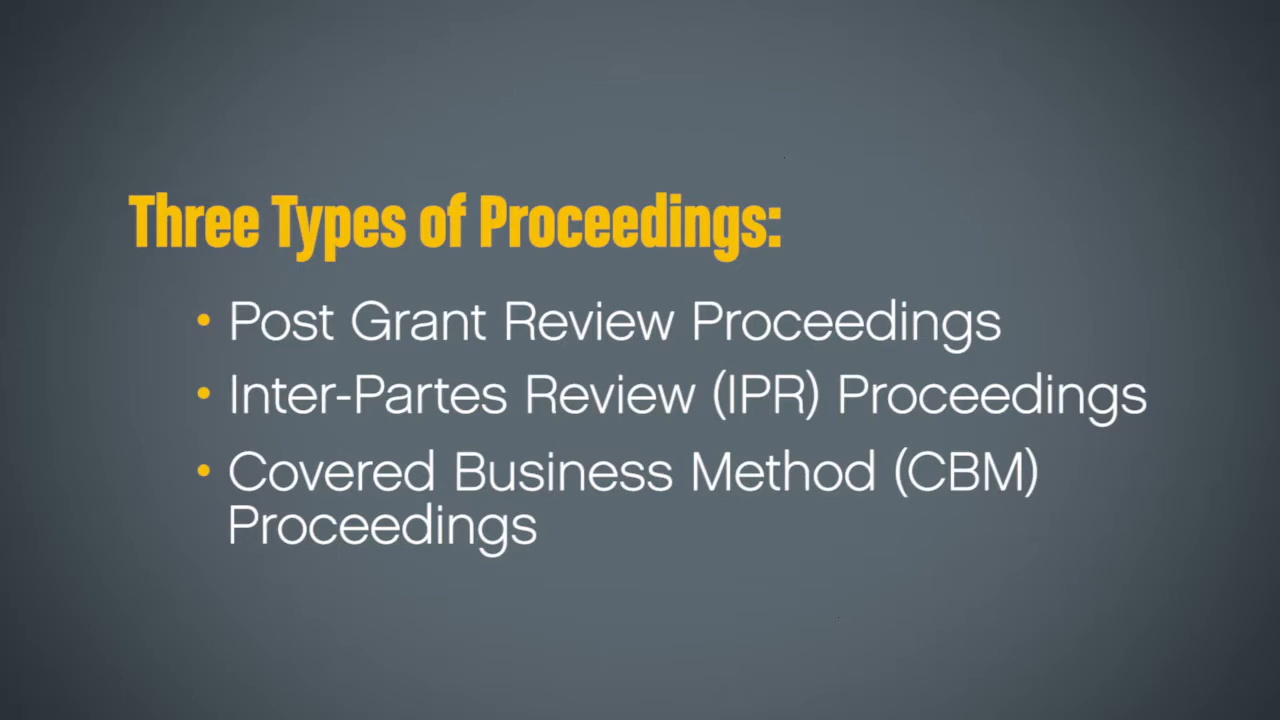 Three Types of Proceedings:
• Post Grant Review Proceedings
• Inter-Partes Review (IPR) Proceedings
• Covered Business Method (CBM)
Proceedings